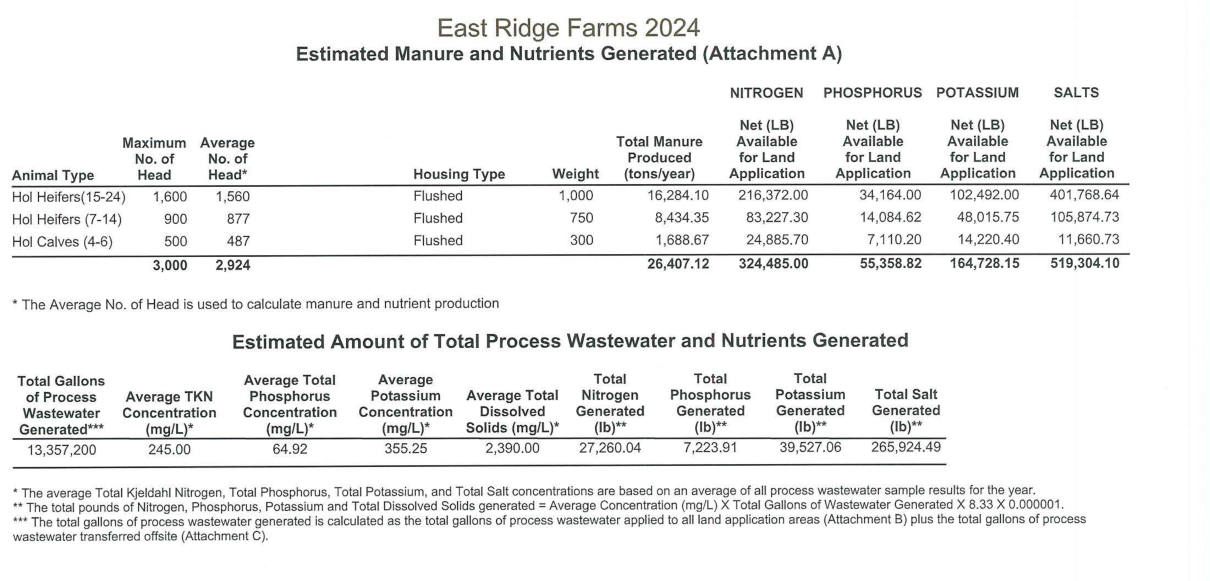 East Ridge Farms 2024
Estimated Manure and Nutrients Generated (Attachment A)
NITROGEN PHOSPHORUS POTASSIUM SALTS
Animal Type Maximum No. of Head Average No. of Head* Housing Type Weight Total Manure Produced (tons/year) Net (LB) Available for Land Application Net (LB) Available for Land Application Net (LB) Available for Land Application Net (LB) Available for Land Application
Hol Heifers(15-24) 1,600 1,560 Flushed 1,000 16,284.10 216,372.00 34,164.00 102,492.00 401,768.64
Hol Heifers (7-14) 900 877 Flushed 750 8,434.35 83,227.30 14,084.62 48,015.75 105,874.73
Hol Calves (4-6) 500 487 Flushed 300 1,688.67 24,885.70 7,110.20 14,220.40 11,660.73
3,000 2,924 26,407.12 324,485.00 55,358.82 164,728.15 519,304.10
* The Average No. of Head is used to calculate manure and nutrient production
Estimated Amount of Total Process Wastewater and Nutrients Generated
Total Gallons of Process Wastewater Generated*** Average TKN Concentration (mg/L)* Average Total Phosphorus Concentration (mg/L)* Average Potassium Concentration (mg/L)* Average Total Dissolved Solids (mg/L)* Total Nitrogen Generated (lb)** Total Phosphorus Generated (lb)** Total Potassium Generated (lb)** Total Salt Generated (lb)**
13,357,200 245.00 64.92 355.25 2,390.00 27,260.04 7,223.91 39,527.06 265,924.49
* The average Total Kjeldahl Nitrogen, Total Phosphorus, Total Potassium, and Total Salt concentrations are based on an average of all process wastewater sample results for the year.
** The total pounds of Nitrogen, Phosphorus, Potassium and Total Dissolved Solids generated = Average Concentration (mg/L) X Total Gallons of Wastewater Generated X 8.33 X 0.000001.
*** The total gallons of process wastewater generated is calculated as the total gallons of process wastewater applied to all land application areas (Attachment B) plus the total gallons of process
wastewater transferred offsite (Attachment C).